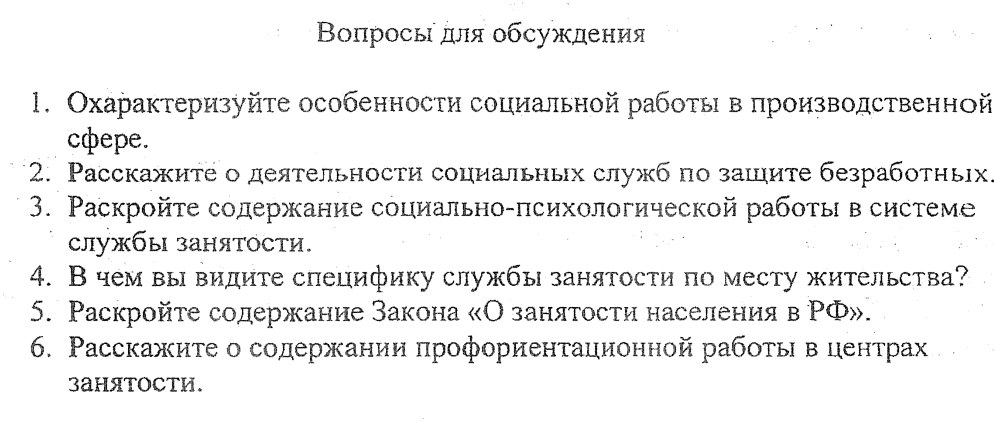 Вопросы для обсуждения
1. Охарактеризуйте особенности социальной работы в производственной
сфере.
2. Расскажите о деятельности социальных служб по защите безработных.
3. Раскройте содержание социально-психологической работы в системе
службы занятости.
4. В чем вы видите специфику службы занятости по месту жительства?
5. Раскройте содержание Закона «О занятости населения в РФ».
6. Расскажите о содержании профориентационной работы в центрах
занятости.